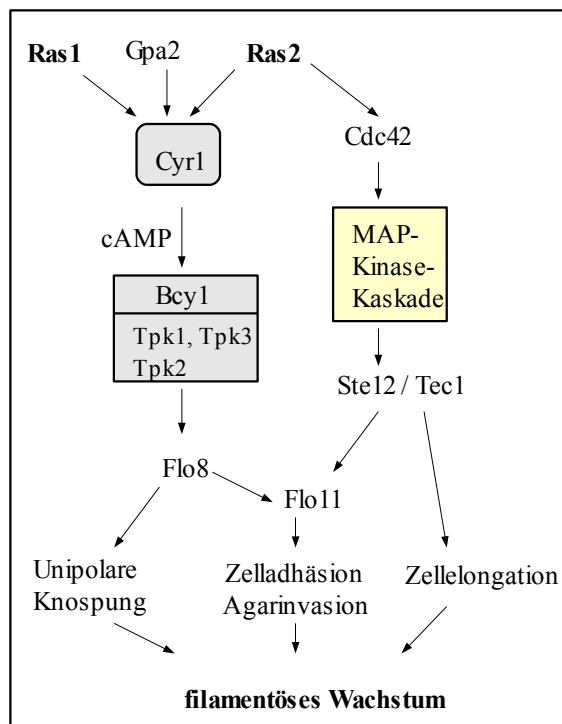 Ras1
Gpa2
Ras2
Cyr1
Cdc42
cAMP
MAP-
Kinase-
Kaskade
Bcy1
Tpk1, Tpk3
Tpk2
Ste12 / Tec1
Flo8
Flo11
Unipolare
Knospung
Zelladhäsion
Agarinvasion
Zellelongation
filamentöses Wachstum